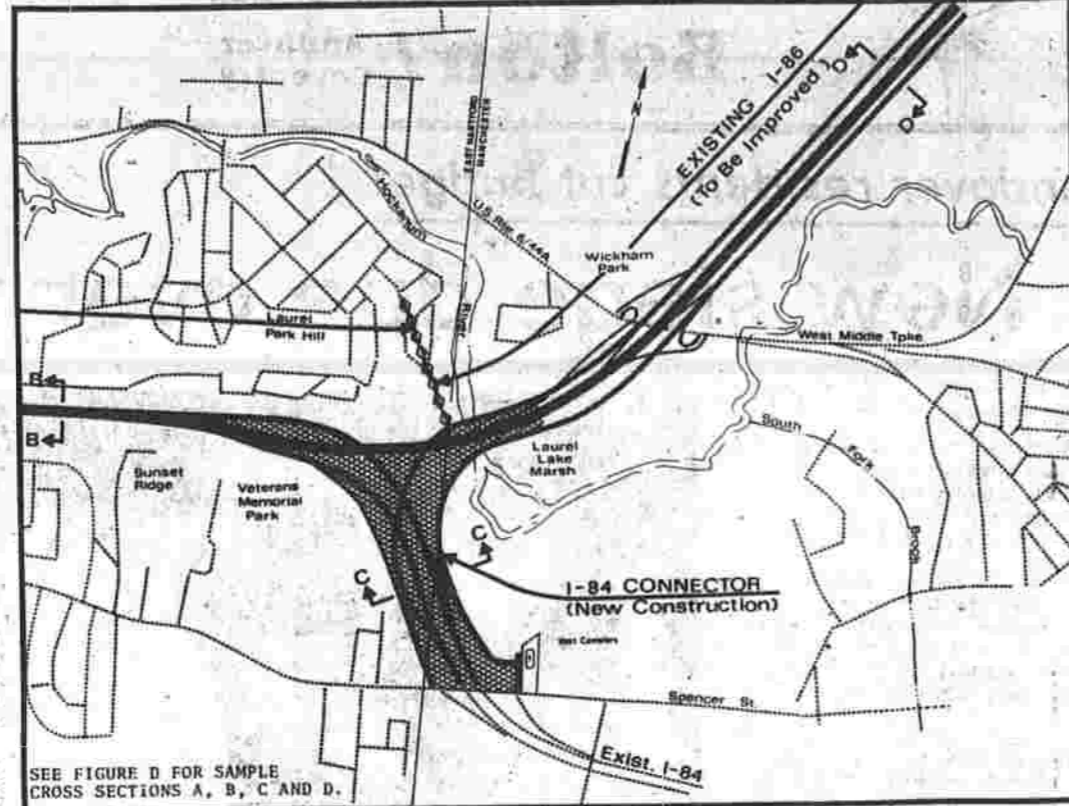 EXISTING I-86
(To Be Improved)
D
D
N
EAST HARTFORD
MANCHESTER
Hockanum
River
U.S. Rte. 6/44A
Wickham
Park
Laurel
Park Hill
West Middle Tpke
B
B
Sunset
Ridge
Veterans
Memorial
Park
Laurel
Lake
Marsh
South
Fork
Brook
C
C
I-84 CONNECTOR
(New Construction)
Spencer St.
Exist. I-84
SEE FIGURE D FOR SAMPLE
CROSS SECTIONS A, B, C AND D.